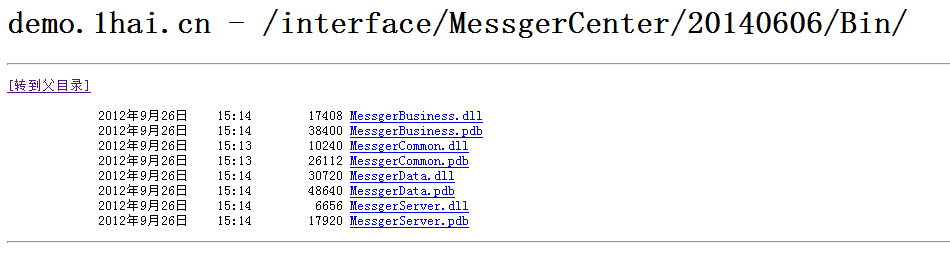 demo.1hai.cn - /interface/MessgerCenter/20140606/Bin/
[转到父目录]
2012年9月26日 15:14 17408 MessgerBusiness.dll
2012年9月26日 15:14 38400 MessgerBusiness.pdb
2012年9月26日 15:13 10240 MessgerCommon.dll
2012年9月26日 15:13 26112 MessgerCommon.pdb
2012年9月26日 15:14 30720 MessgerData.dll
2012年9月26日 15:14 48640 MessgerData.pdb
2012年9月26日 15:14 6656 MessgerServer.dll
2012年9月26日 15:14 17920 MessgerServer.pdb